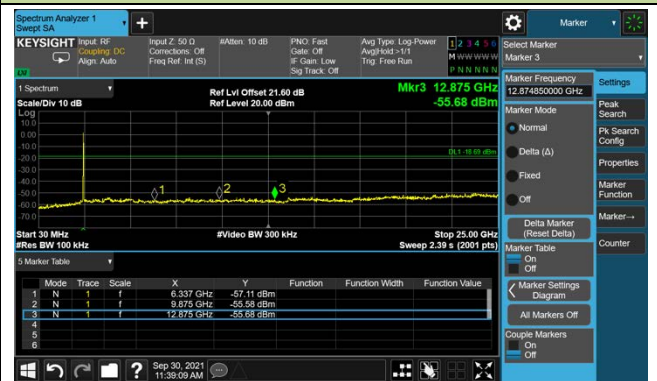 Spectrum Analyzer 1
Swept SA
+
Marker
KEYSIGHT
Input: RF
Coupling: DC
Align: Auto
Input Z: 50 Ω
Corrections: Off
Freq Ref: Int (S)
#Atten: 10 dB
PNO: Fast
Gate: Off
IF Gain: Low
Sig Track: Off
Avg Type: Log-Power
Avg|Hold:>1/1
Trig: Free Run
1 2 3 4 5 6
M W W W W W
P N N N N N
LXI
Select Marker
Marker 3
Marker Frequency
12.874850000 GHz
Settings
Marker Mode
Normal
Delta (Δ)
Fixed
Off
Peak
Search
Pk Search
Config
Properties
Marker
Function
Marker→
Counter
1 Spectrum
Scale/Div 10 dB
Ref Lvl Offset 21.60 dB
Ref Level 20.00 dBm
Mkr3 12.875 GHz
-55.68 dBm
Log
10.0
0.00
-10.0
-20.0
-30.0
-40.0
-50.0
-60.0
-70.0
DL1 -18.69 dBm
1
2
3
Start 30 MHz
#Res BW 100 kHz
#Video BW 300 kHz
Stop 25.00 GHz
Sweep 2.39 s (2001 pts)
Delta Marker
(Reset Delta)
Marker Table
On
Off
Marker Settings
Diagram
All Markers Off
Couple Markers
On
Off
5 Marker Table
Mode Trace Scale X Y Function Function Width Function Value
1 N 1 f 6.337 GHz -57.11 dBm
2 N 1 f 9.875 GHz -55.58 dBm
3 N 1 f 12.875 GHz -55.68 dBm
4
5
6
?
Sep 30, 2021
11:39:09 AM